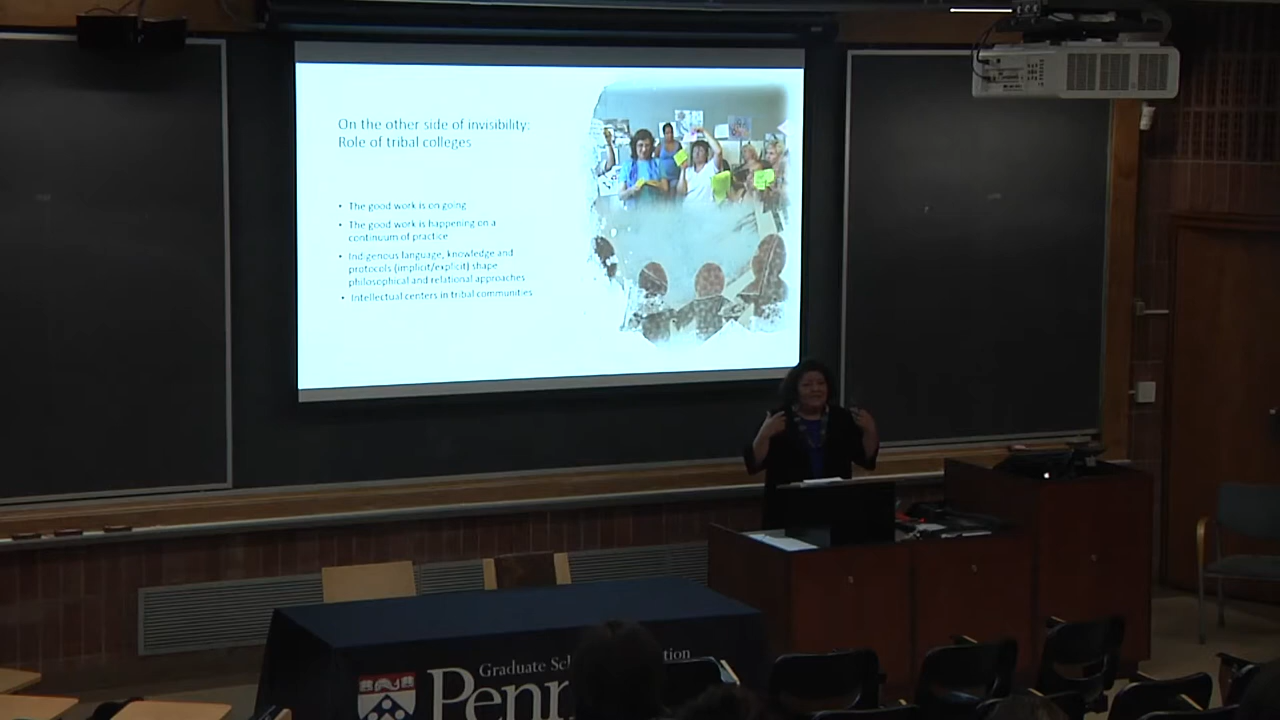 On the other side of invisibility:
Role of tribal colleges
• The good work is on going
• The good work is happening on a
continuum of practice
• Indigenous language, knowledge and
protocols (implicit/explicit) shape
philosophical and relational approaches
• Intellectual centers in tribal communities
Graduate
Penn